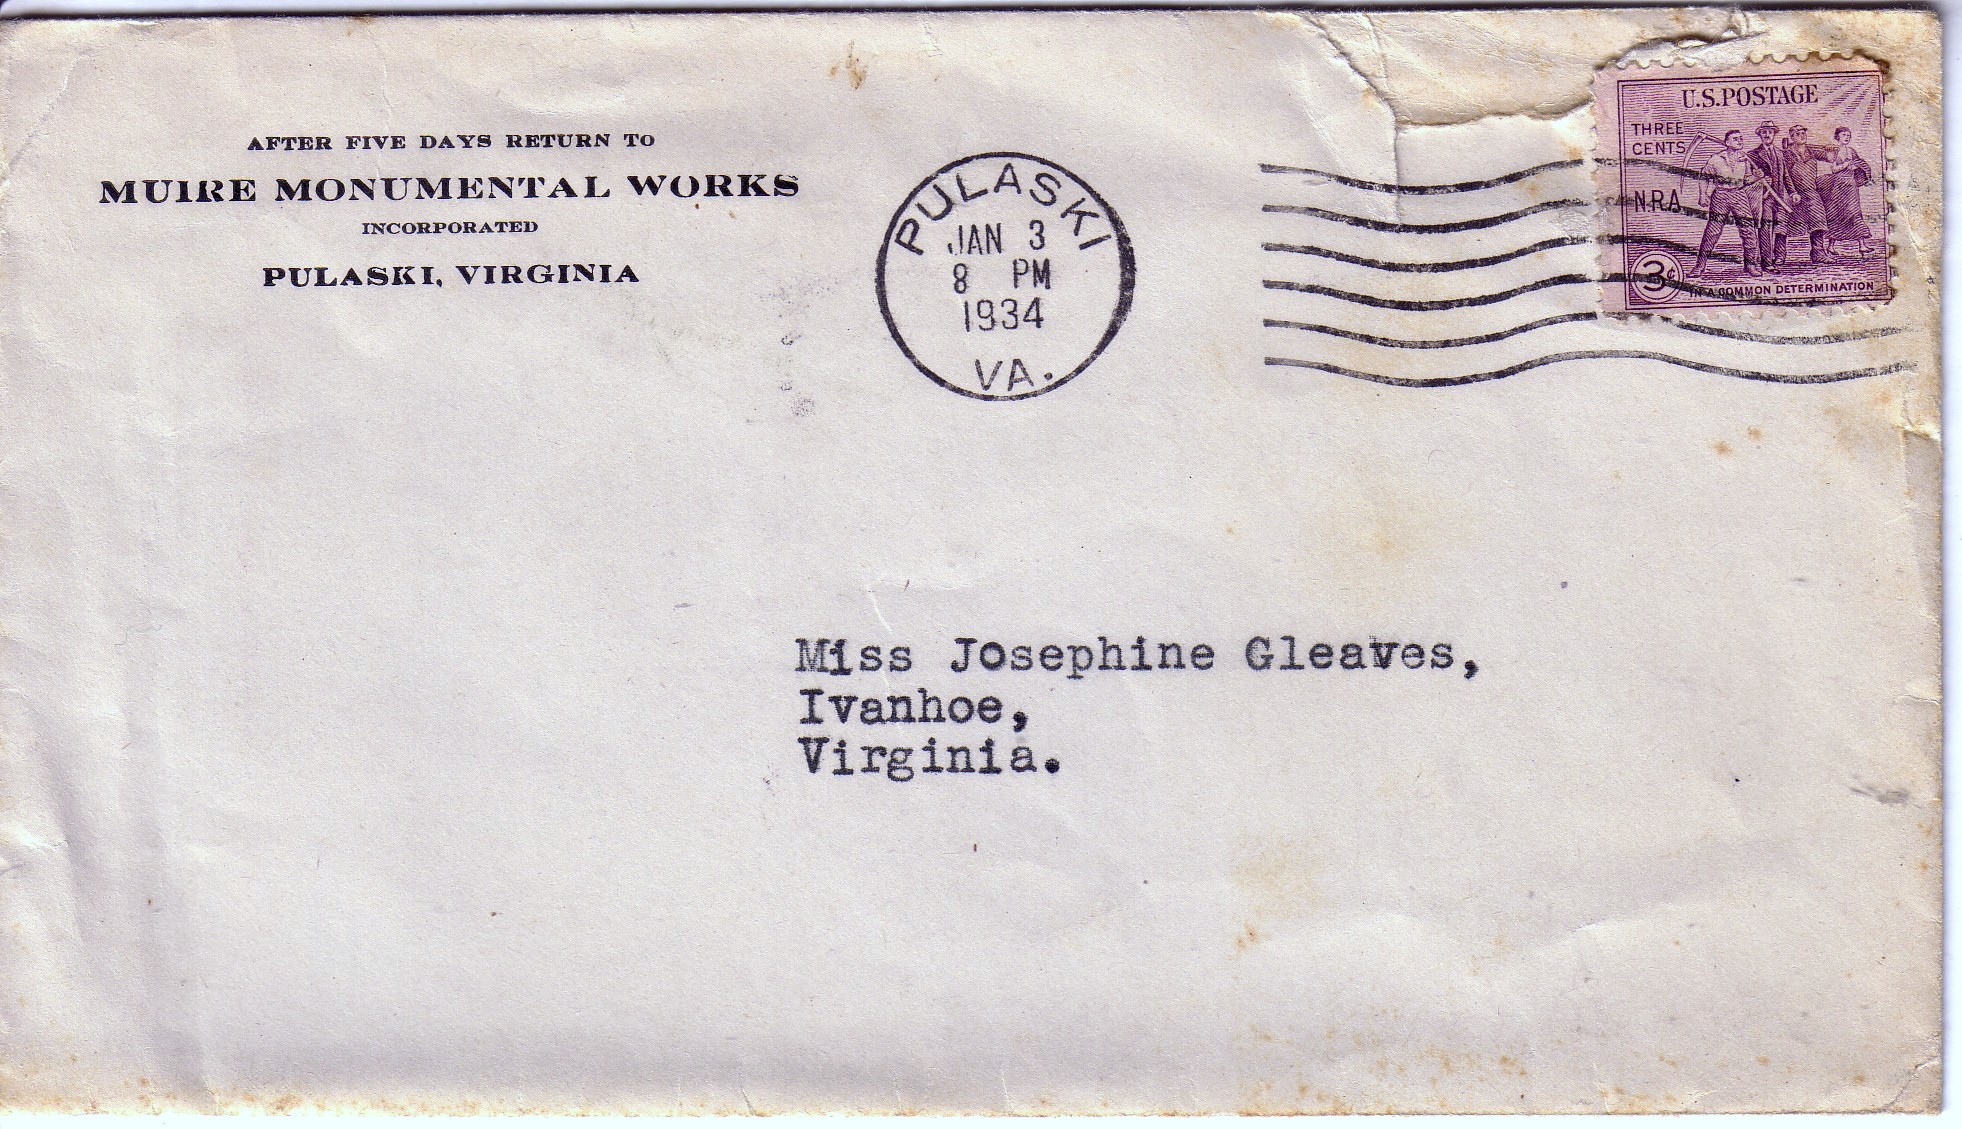 AFTER FIVE DAYS RETURN TO
MUIRE MONUMENTAL WORKS
INCORPORATED
PULASKI, VIRGINIA
PULASKI
JAN 3
8 PM
1934
VA.
U.S. POSTAGE
THREE
CENTS
N.R.A.
3¢
IN A COMMON DETERMINATION
Miss Josephine Gleaves,
Ivanhoe,
Virginia.